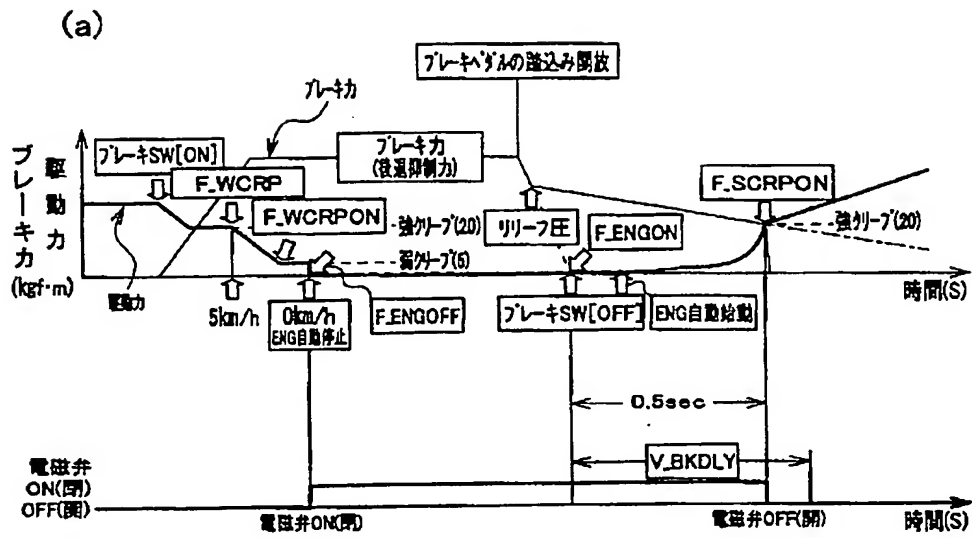 (a)
ブレーキペダルの踏込み開放
ブレーキ力
ブレーキSW[ON]
ブレーキ力
(後退抑制力)
F_WCRP
F_SCRPON
F_WCRPON
強クリープ(20)
リリーフ圧
F_ENGON
強クリープ(20)
弱クリープ(5)
駆動力
ブレーキ力
(kgf·m)
駆動力
5km/h
0km/h
ENG自動停止
F_ENGOFF
ブレーキSW[OFF]
ENG自動始動
時間(S)
0.5sec
V_BKDLY
電磁弁
ON(閉)
OFF(開)
電磁弁ON(閉)
電磁弁OFF(開)
時間(S)